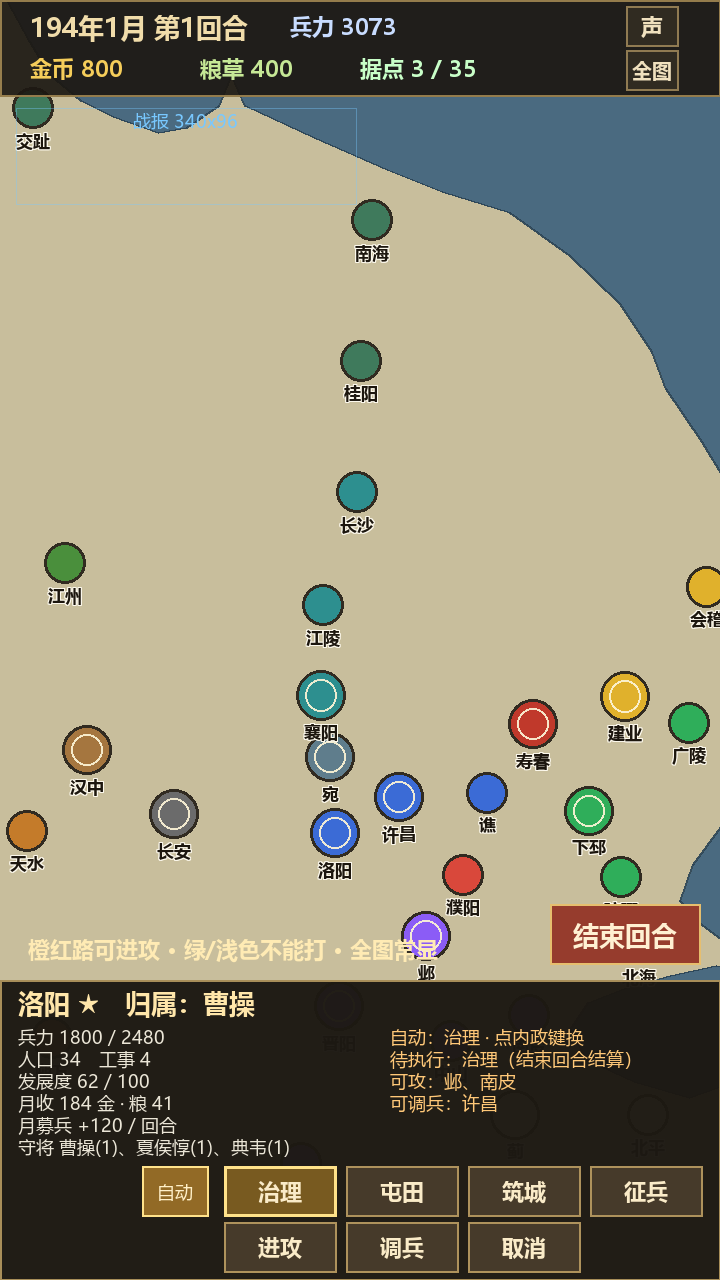 194年1月 第1回合
兵力 3073
声
金币 800
粮草 400
据点 3 / 35
全图
交趾
战报 340x96
南海
桂阳
长沙
江州
江陵
会稽
襄阳
建业
寿春
广陵
宛
汉中
许昌
谯
下邳
长安
天水
洛阳
濮阳
结束回合
橙红路可进攻 · 绿/浅色不能打 · 全图常显
邺
北海
洛阳 ★ 归属：曹操
兵力 1800 / 2480
人口 34 工事 4
发展度 62 / 100
月收 184 金 · 粮 41
月募兵 +120 / 回合
守将 曹操(1)、夏侯惇(1)、典韦(1)
自动：治理 · 点内政键换
待执行：治理（结束回合结算）
可攻：邺、南皮
可调兵：许昌
自动
治理
屯田
筑城
征兵
进攻
调兵
取消